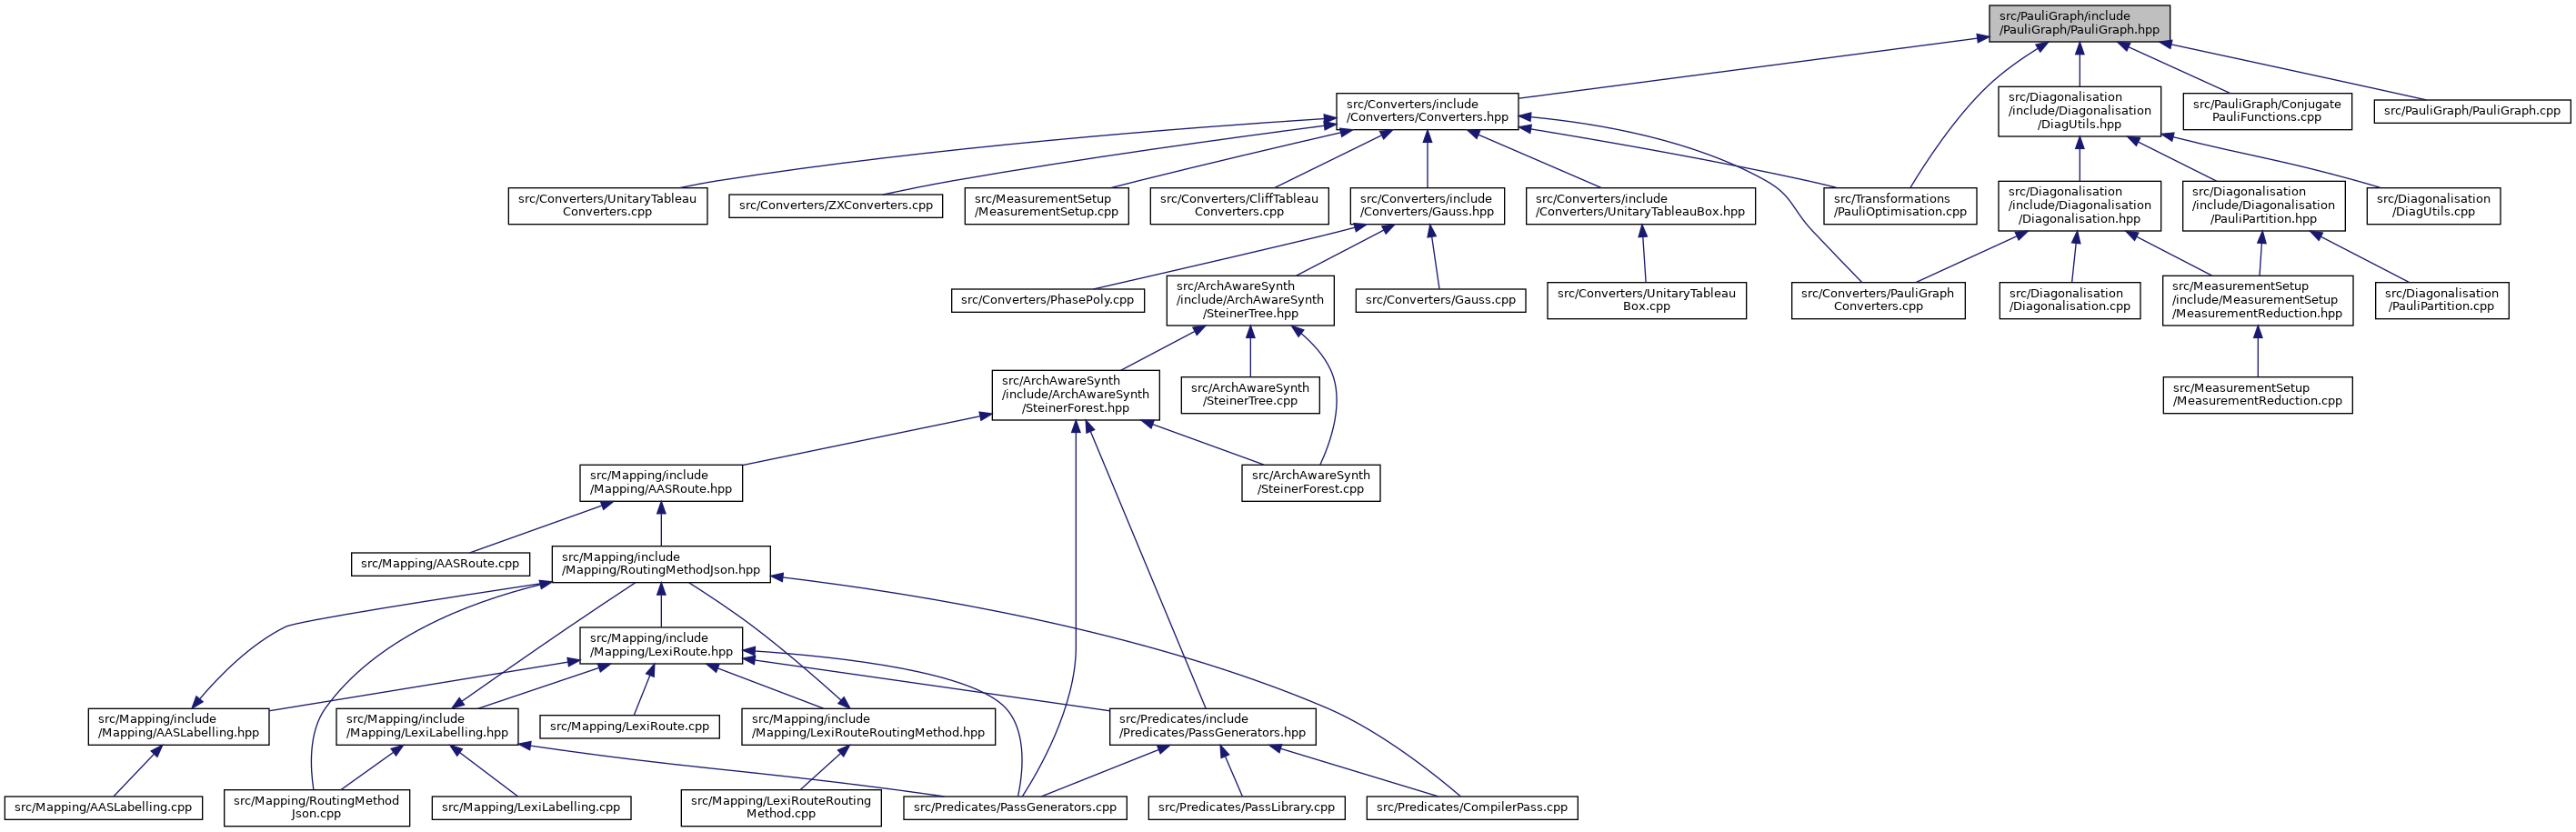 src/PauliGraph/include
/PauliGraph/PauliGraph.hpp
src/Converters/include
/Converters/Converters.hpp
src/Diagonalisation
/include/Diagonalisation
/DiagUtils.hpp
src/PauliGraph/Conjugate
PauliFunctions.cpp
src/PauliGraph/PauliGraph.cpp
src/Converters/UnitaryTableau
Converters.cpp
src/Converters/ZXConverters.cpp
src/MeasurementSetup
/MeasurementSetup.cpp
src/Converters/CliffTableau
Converters.cpp
src/Converters/include
/Converters/Gauss.hpp
src/Converters/include
/Converters/UnitaryTableauBox.hpp
src/Transformations
/PauliOptimisation.cpp
src/Diagonalisation
/include/Diagonalisation
/Diagonalisation.hpp
src/Diagonalisation
/include/Diagonalisation
/PauliPartition.hpp
src/Diagonalisation
/DiagUtils.cpp
src/Converters/PhasePoly.cpp
src/ArchAwareSynth
/include/ArchAwareSynth
/SteinerTree.hpp
src/Converters/Gauss.cpp
src/Converters/UnitaryTableau
Box.cpp
src/Converters/PauliGraph
Converters.cpp
src/Diagonalisation
/Diagonalisation.cpp
src/MeasurementSetup
/include/MeasurementSetup
/MeasurementReduction.hpp
src/Diagonalisation
/PauliPartition.cpp
src/ArchAwareSynth
/include/ArchAwareSynth
/SteinerForest.hpp
src/ArchAwareSynth
/SteinerTree.cpp
src/MeasurementSetup
/MeasurementReduction.cpp
src/Mapping/include
/Mapping/AASRoute.hpp
src/ArchAwareSynth
/SteinerForest.cpp
src/Mapping/AASRoute.cpp
src/Mapping/include
/Mapping/RoutingMethodJson.hpp
src/Mapping/include
/Mapping/LexiRoute.hpp
src/Mapping/include
/Mapping/AASLabelling.hpp
src/Mapping/include
/Mapping/LexiLabelling.hpp
src/Mapping/LexiRoute.cpp
src/Mapping/include
/Mapping/LexiRouteRoutingMethod.hpp
src/Predicates/include
/Predicates/PassGenerators.hpp
src/Mapping/AASLabelling.cpp
src/Mapping/RoutingMethod
Json.cpp
src/Mapping/LexiLabelling.cpp
src/Mapping/LexiRouteRouting
Method.cpp
src/Predicates/PassGenerators.cpp
src/Predicates/PassLibrary.cpp
src/Predicates/CompilerPass.cpp